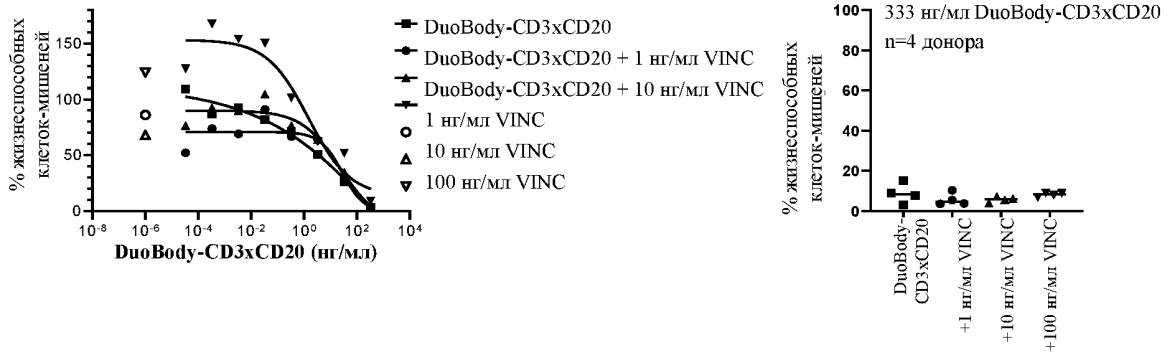 % жизнеспособных
клеток-мишеней
150
100
50
0
10⁻⁸
10⁻⁶
10⁻⁴
10⁻²
10⁰
10²
10⁴
DuoBody-CD3xCD20 (нг/мл)
DuoBody-CD3xCD20
DuoBody-CD3xCD20 + 1 нг/мл VINC
DuoBody-CD3xCD20 + 10 нг/мл VINC
1 нг/мл VINC
10 нг/мл VINC
100 нг/мл VINC
% жизнеспособных
клеток-мишеней
100
80
60
40
20
0
333 нг/мл DuoBody-CD3xCD20
n=4 донора
DuoBody-
CD3xCD20
+1 нг/мл VINC
+10 нг/мл VINC
+100 нг/мл VINC